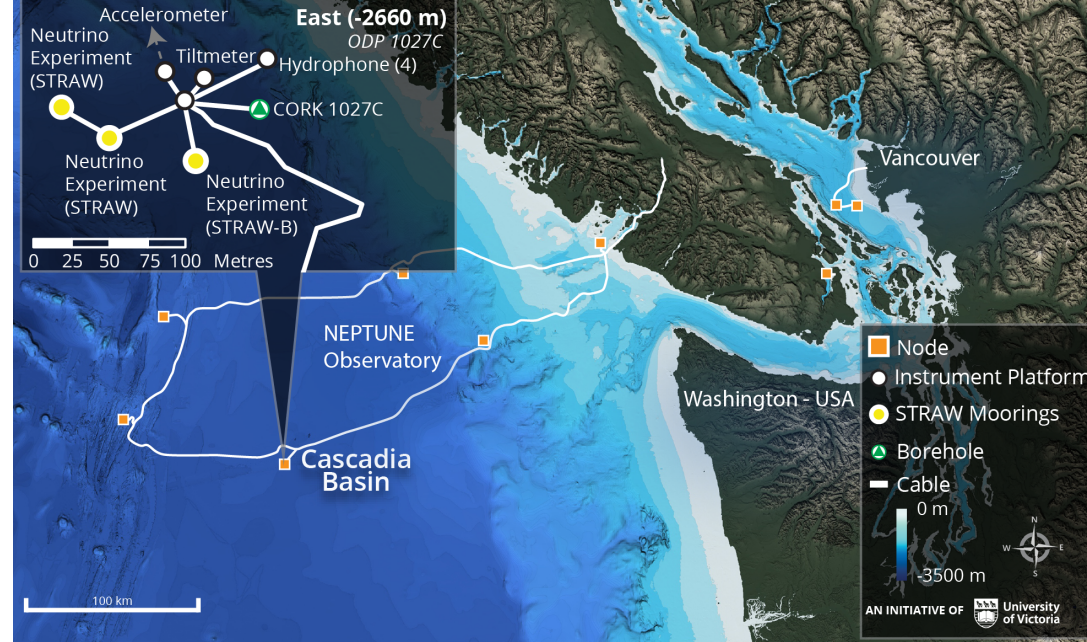 Accelerometer
East (-2660 m)
ODP 1027C
Neutrino
Experiment
(STRAW)
Tiltmeter
Hydrophone (4)
CORK 1027C
Neutrino
Experiment
(STRAW)
Neutrino
Experiment
(STRAW-B)
0 25 50 75 100 Metres
Vancouver
NEPTUNE
Observatory
Washington - USA
Cascadia
Basin
Node
Instrument Platform
STRAW Moorings
Borehole
Cable
0 m
-3500 m
N
W E
S
100 km
AN INITIATIVE OF
University
of Victoria